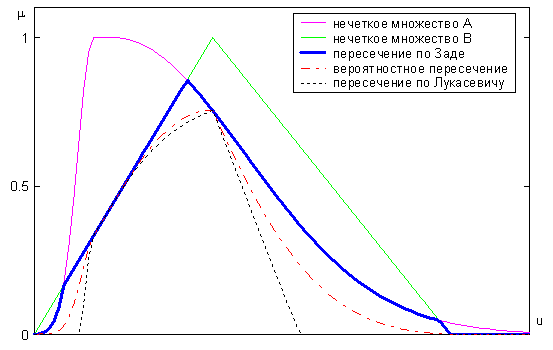 μ
1
0.5
0
u
нечеткое множество А
нечеткое множество В
пересечение по Заде
вероятностное пересечение
пересечение по Лукасевичу